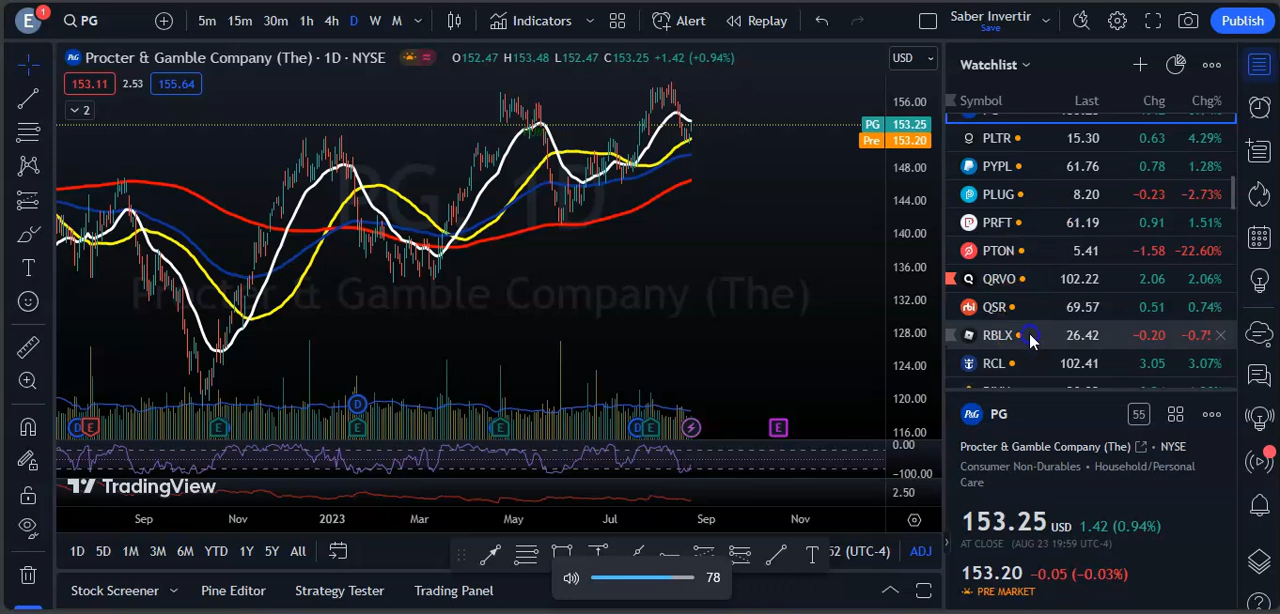 E
1
PG
5m 15m 30m 1h 4h D W M
Indicators
Alert
Replay
Saber Invertir
Save
Publish
Procter & Gamble Company (The) · 1D · NYSE
O152.47 H153.48 L152.47 C153.25 +1.42 (+0.94%)
USD
153.11 2.53 155.64
2
PG, 1D
Procter & Gamble Company (The)
156.00
PG 153.25
Pre 153.20
148.00
144.00
140.00
136.00
132.00
128.00
124.00
120.00
116.00
0.00
-100.00
2.50
D E E D E E D E E
TradingView
Sep Nov 2023 Mar May Jul Sep Nov
1D 5D 1M 3M 6M YTD 1Y 5Y All
52 (UTC-4)
ADJ
78
Stock Screener Pine Editor Strategy Tester Trading Panel
Watchlist
Symbol Last Chg Chg%
PLTR 15.30 0.63 4.29%
PYPL 61.76 0.78 1.28%
PLUG 8.20 −0.23 −2.73%
PRFT 61.19 0.91 1.51%
PTON 5.41 −1.58 −22.60%
QRVO 102.22 2.06 2.06%
QSR 69.57 0.51 0.74%
RBLX 26.42 −0.20
RCL 102.41 3.05 3.07%
P&G PG
55
Procter & Gamble Company (The) • NYSE
Consumer Non-Durables • Household/Personal
Care
153.25 USD 1.42 (0.94%)
AT CLOSE (AUG 23 19:59 UTC-4)
153.20 −0.05 (−0.03%)
PRE MARKET